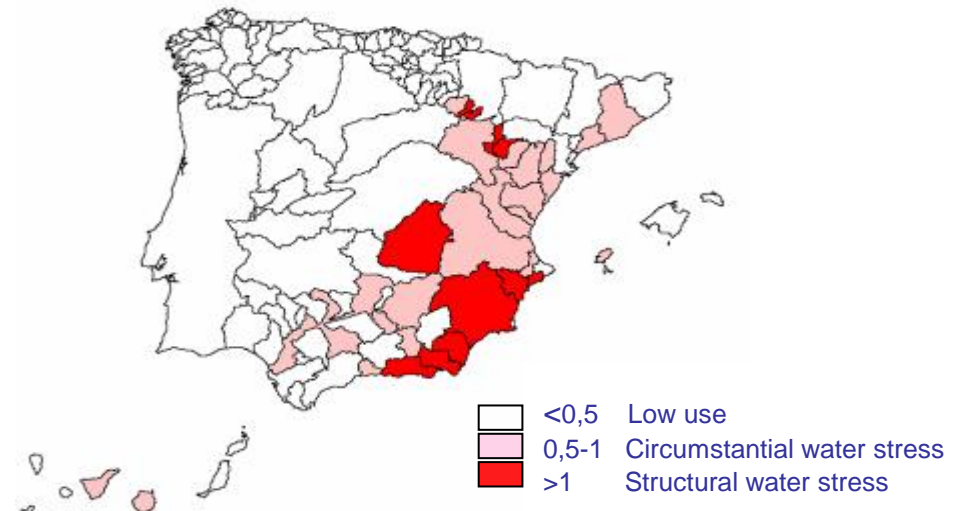 <0,5 Low use
0,5-1 Circumstantial water stress
>1 Structural water stress